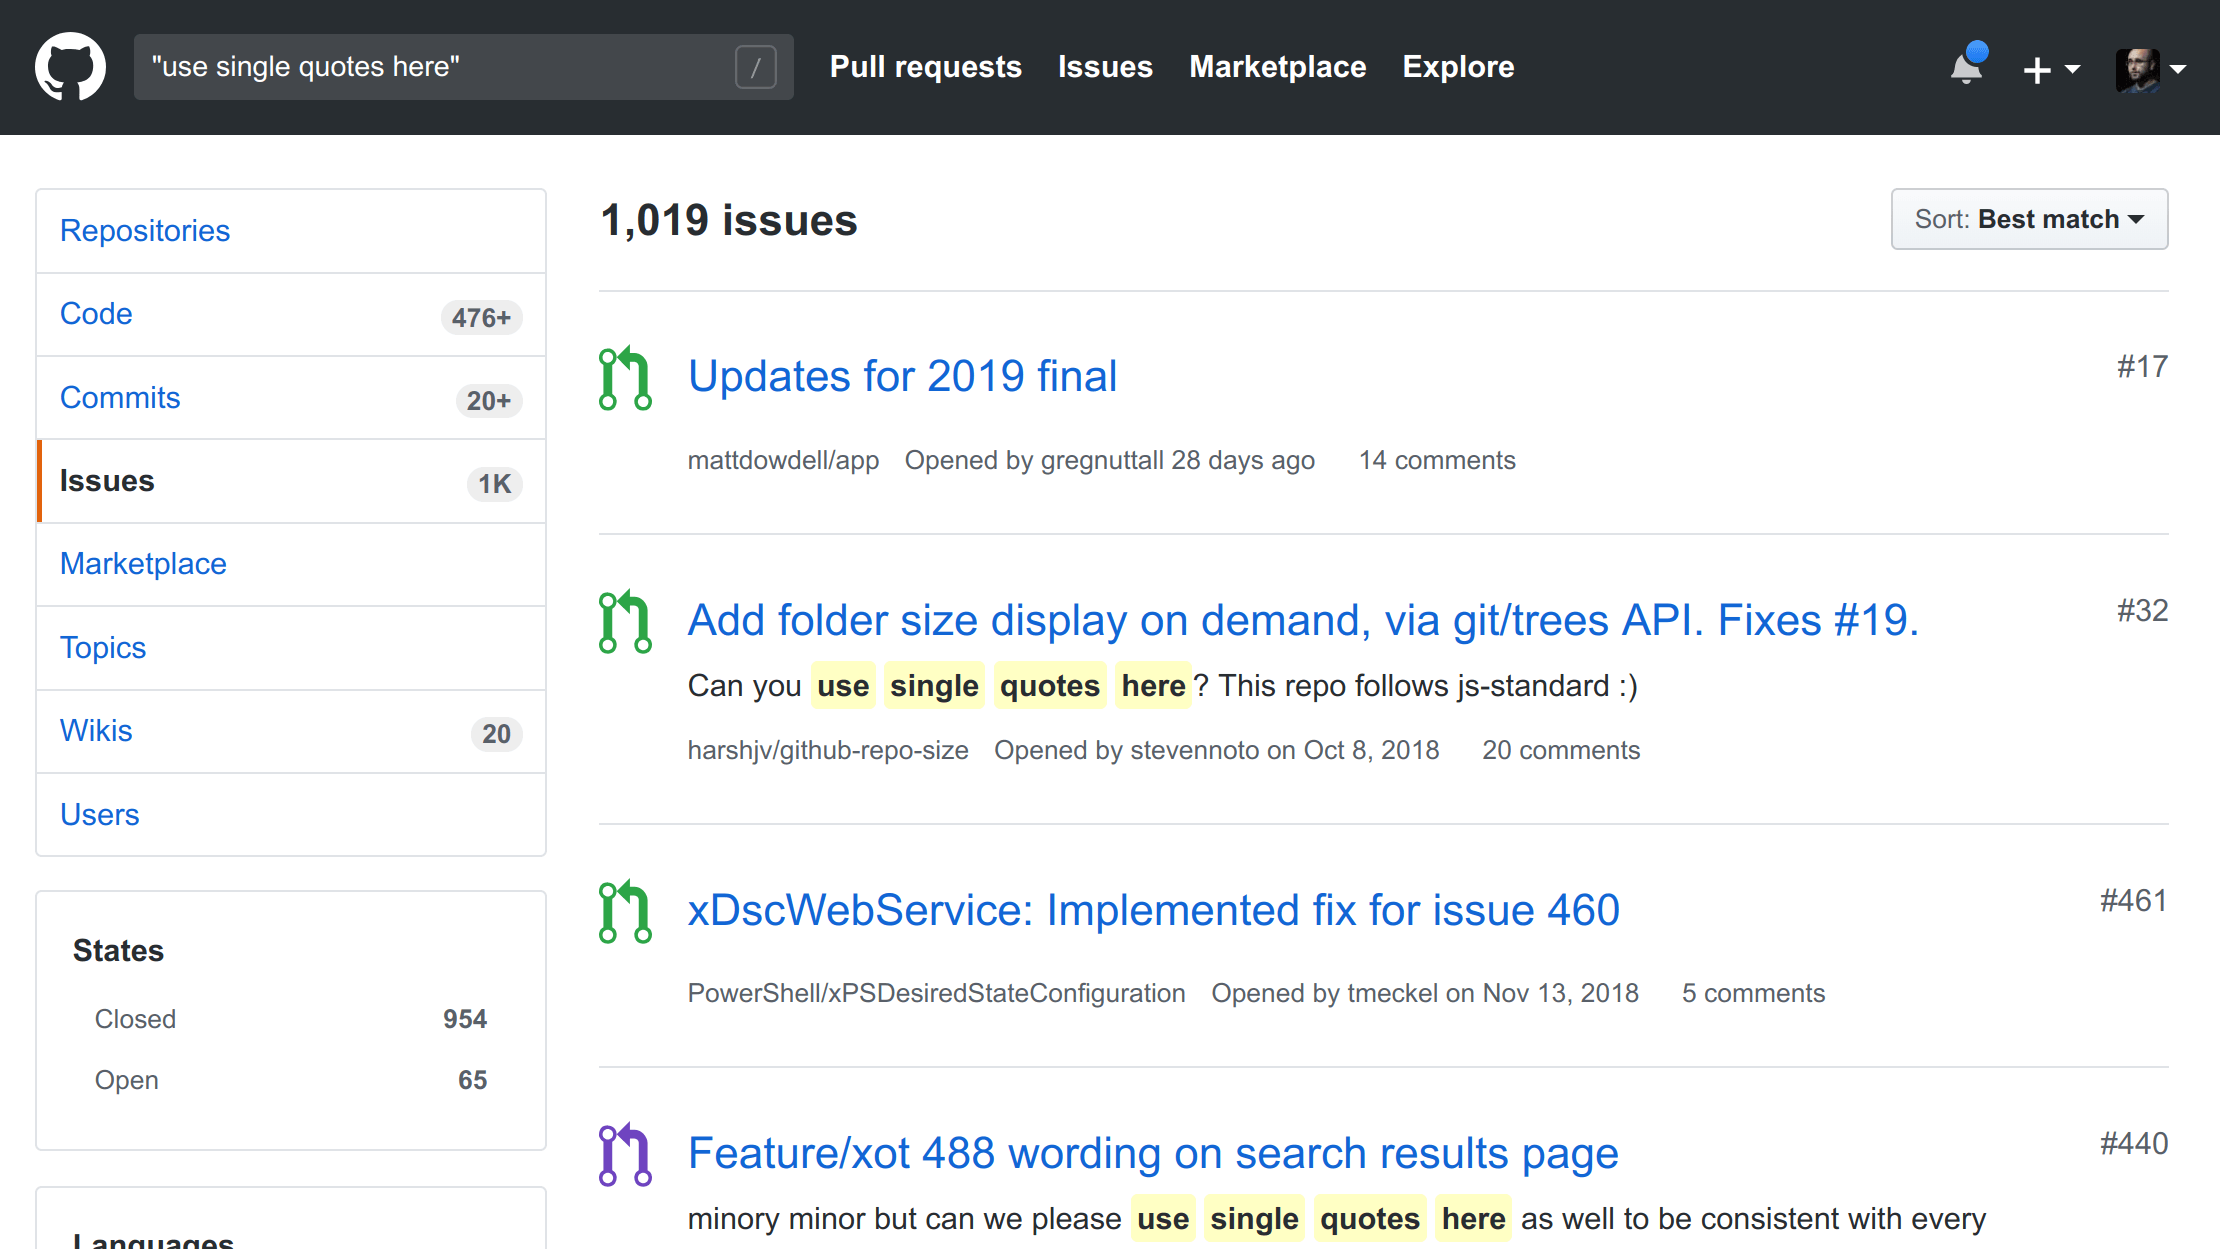 "use single quotes here" /
Pull requests Issues Marketplace Explore
Repositories
Code 476+
Commits 20+
Issues 1K
Marketplace
Topics
Wikis 20
Users
States
Closed 954
Open 65
Languages
1,019 issues
Sort: Best match
Updates for 2019 final #17
mattdowdell/app Opened by gregnuttall 28 days ago 14 comments
Add folder size display on demand, via git/trees API. Fixes #19. #32
Can you use single quotes here? This repo follows js-standard :)
harshjv/github-repo-size Opened by stevennoto on Oct 8, 2018 20 comments
xDscWebService: Implemented fix for issue 460 #461
PowerShell/xPSDesiredStateConfiguration Opened by tmeckel on Nov 13, 2018 5 comments
Feature/xot 488 wording on search results page #440
minory minor but can we please use single quotes here as well to be consistent with every